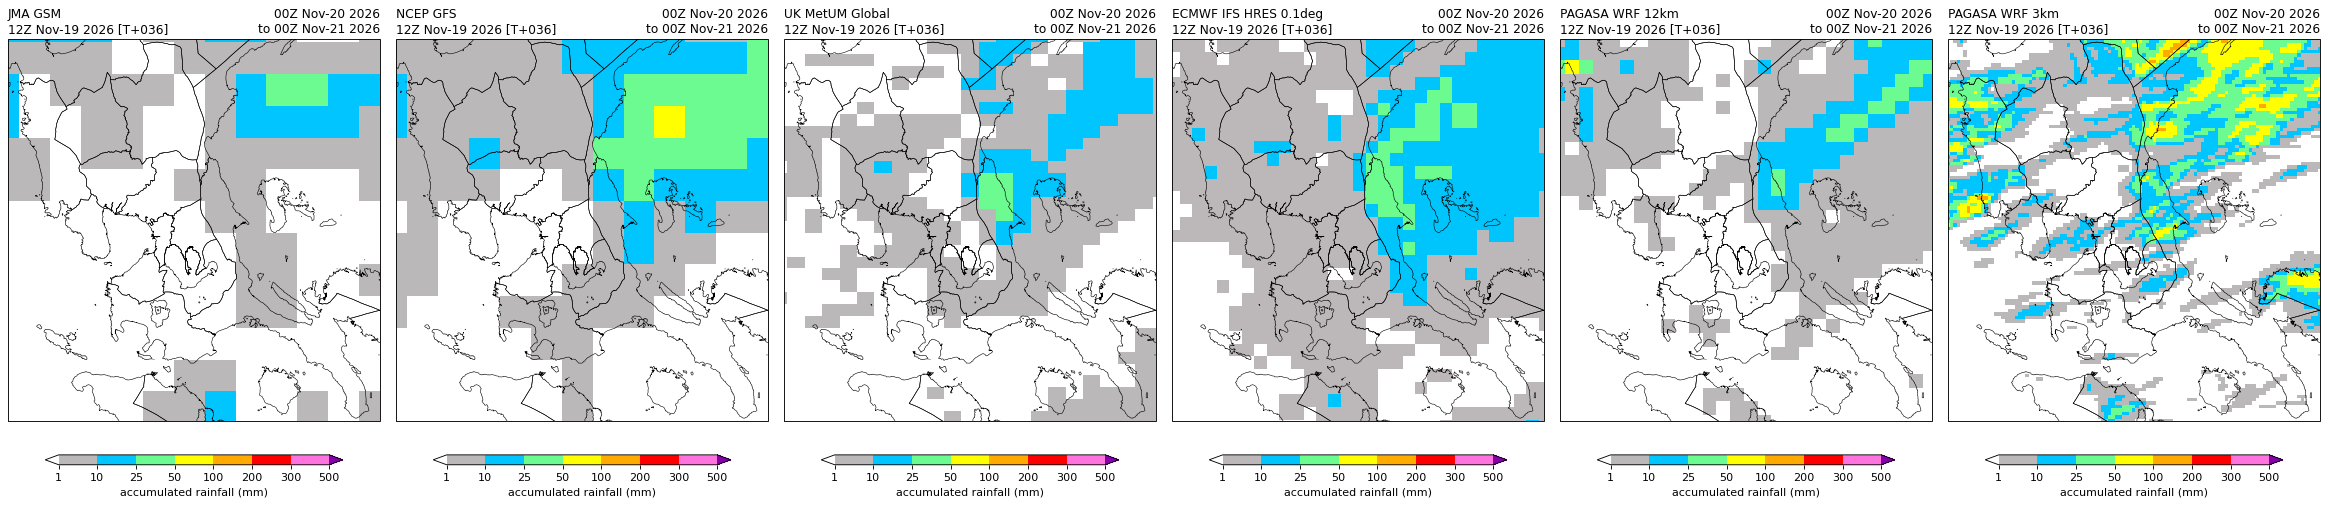 JMA GSM
00Z Nov-20 2026
12Z Nov-19 2026 [T+036]
to 00Z Nov-21 2026
NCEP GFS
00Z Nov-20 2026
12Z Nov-19 2026 [T+036]
to 00Z Nov-21 2026
UK MetUM Global
00Z Nov-20 2026
12Z Nov-19 2026 [T+036]
to 00Z Nov-21 2026
ECMWF IFS HRES 0.1deg
00Z Nov-20 2026
12Z Nov-19 2026 [T+036]
to 00Z Nov-21 2026
PAGASA WRF 12km
00Z Nov-20 2026
12Z Nov-19 2026 [T+036]
to 00Z Nov-21 2026
PAGASA WRF 3km
00Z Nov-20 2026
12Z Nov-19 2026 [T+036]
to 00Z Nov-21 2026
1 10 25 50 100 200 300 500
accumulated rainfall (mm)
1 10 25 50 100 200 300 500
accumulated rainfall (mm)
1 10 25 50 100 200 300 500
accumulated rainfall (mm)
1 10 25 50 100 200 300 500
accumulated rainfall (mm)
1 10 25 50 100 200 300 500
accumulated rainfall (mm)
1 10 25 50 100 200 300 500
accumulated rainfall (mm)